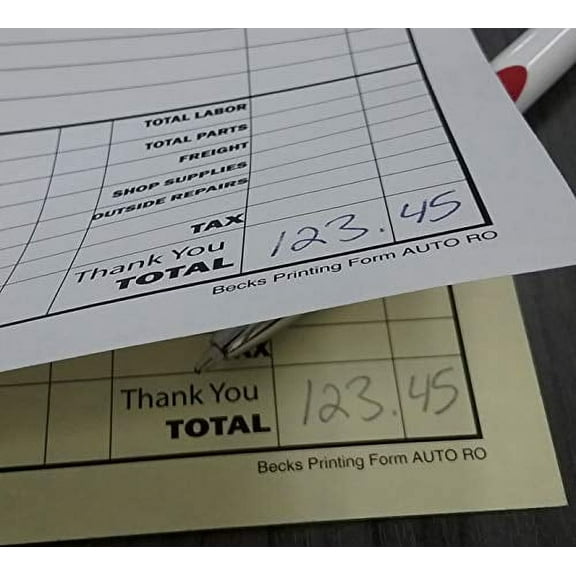 TOTAL LABOR
TOTAL PARTS
FREIGHT
SHOP SUPPLIES
OUTSIDE REPAIRS
TAX
Thank You
TOTAL 123.45
Becks Printing Form AUTO RO
TAX
Thank You
TOTAL 123.45
Becks Printing Form AUTO RO